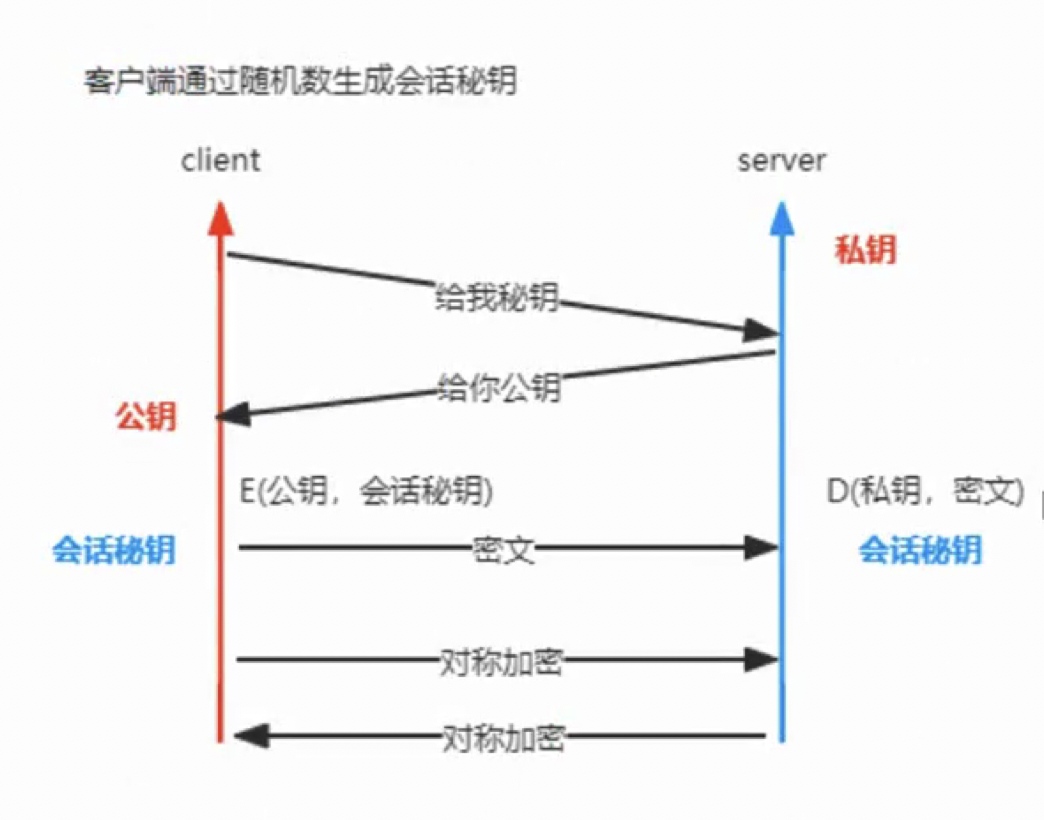 客户端通过随机数生成会话秘钥
client
server
私钥
给我秘钥
给你公钥
公钥
E(公钥，会话秘钥)
D(私钥，密文)
会话秘钥
密文
会话秘钥
对称加密
对称加密